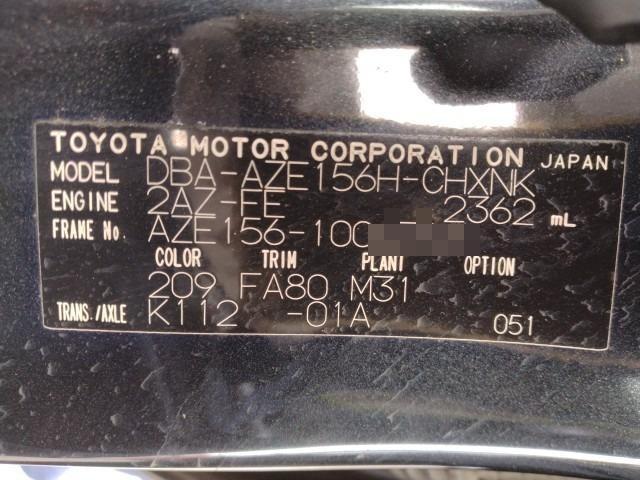 TOYOTA MOTOR CORPORATION JAPAN
MODEL DBA-AZE156H-CHXNK
ENGINE 2AZ-FE 2362 mL
FRAME No. AZE156-100
COLOR TRIM PLANT OPTION
209 FA80 M31
TRANS./AXLE K112 -01A 051